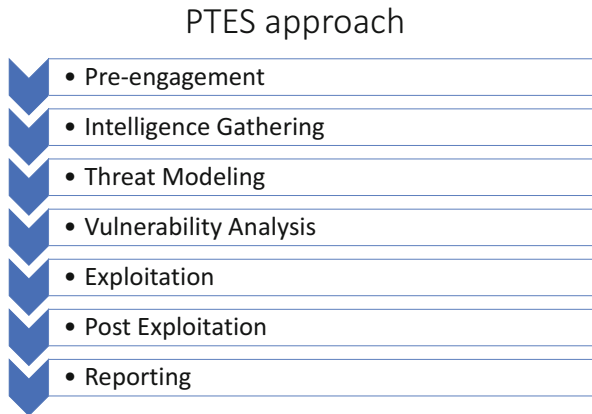 PTES approach
• Pre-engagement
• Intelligence Gathering
• Threat Modeling
• Vulnerability Analysis
• Exploitation
• Post Exploitation
• Reporting